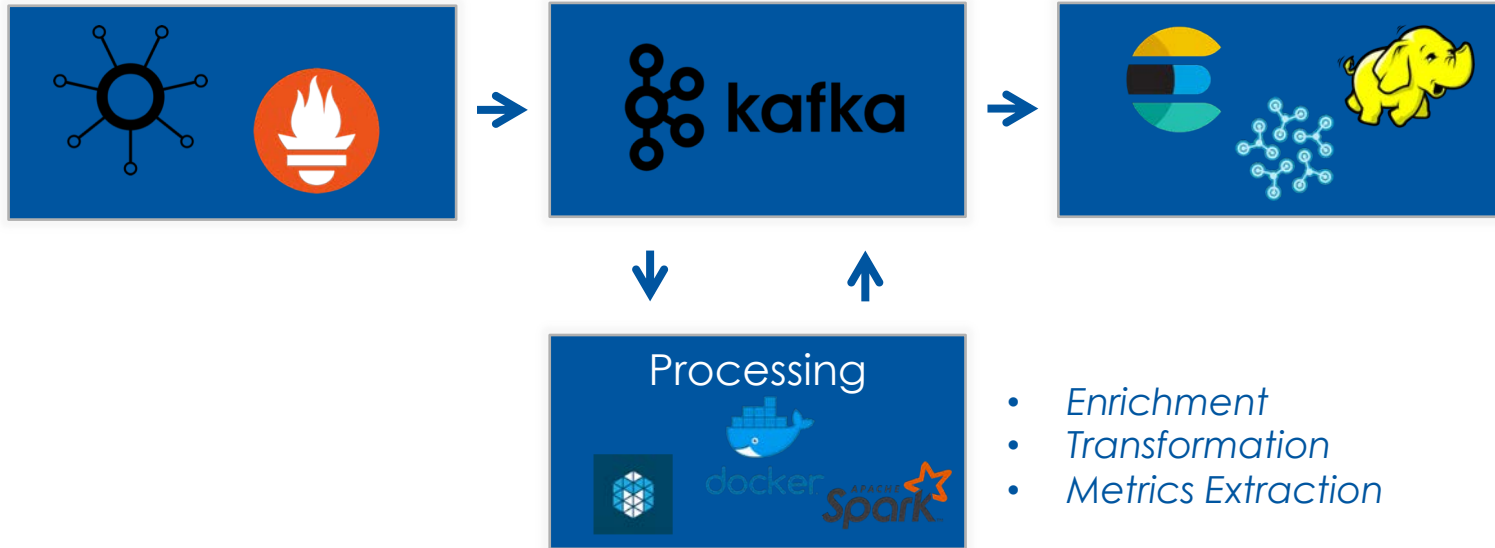 kafka
Processing
docker
APACHE
Spark
• Enrichment
• Transformation
• Metrics Extraction